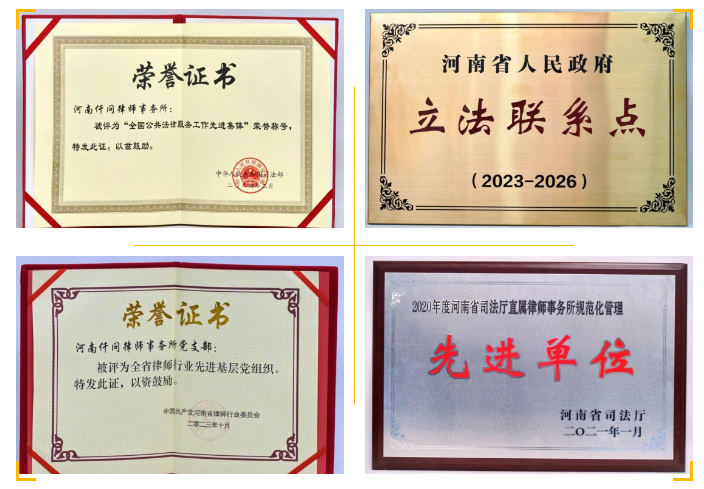 荣誉证书
河南仟问律师事务所：
被评为“全国公共法律服务工作先进集体”荣誉称号，
特发此证。以兹鼓励。
河南省人民政府
立法联系点
（2023-2026）
荣誉证书
河南仟问律师事务所党支部：
被评为全省律师行业先进基层党组织。
特发此证，以资鼓励。
中国共产党河南省律师行业委员会
二〇二三年十月
2020年度河南省司法厅直属律师事务所规范化管理
先进单位
河南省司法厅
二〇二一年一月